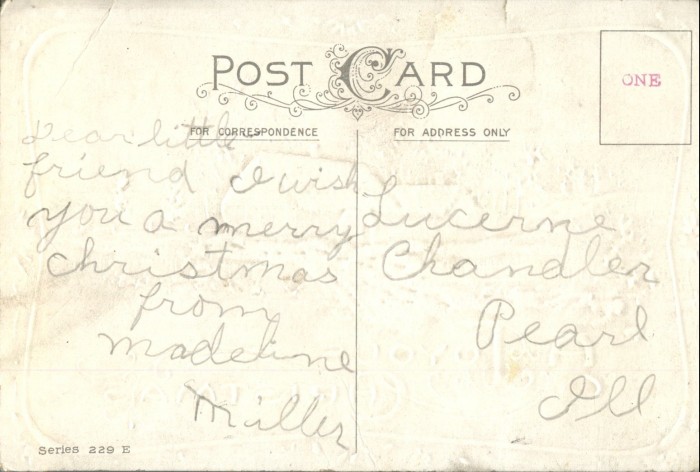 POST CARD
ONE
FOR CORRESPONDENCE
FOR ADDRESS ONLY
Dear little
friend I wish
you a merry
christmas
from
madeline
Miller
Lucerne
Chandler
Pearl
Ill
Series 229 E